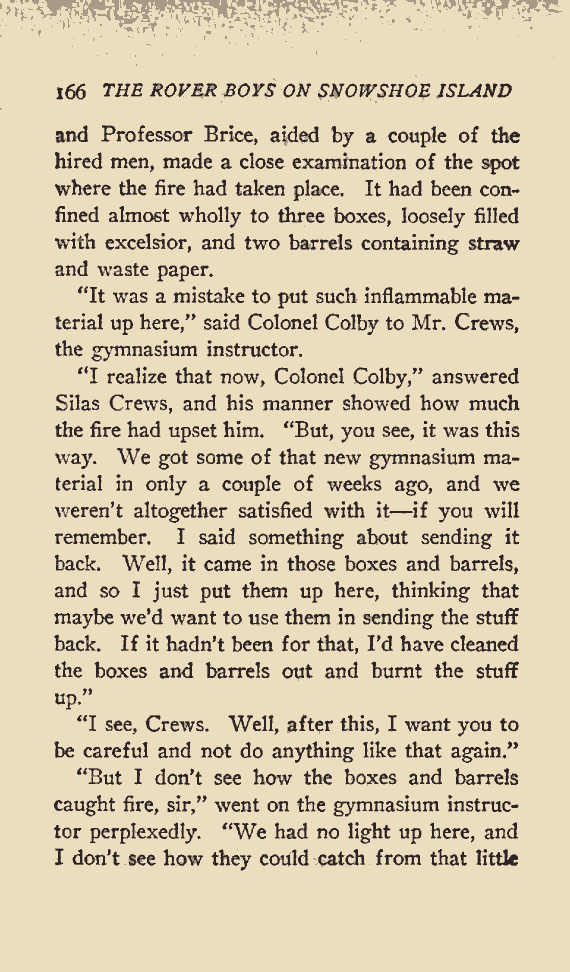 166 THE ROVER BOYS ON SNOWSHOE ISLAND
and Professor Brice, aided by a couple of the
hired men, made a close examination of the spot
where the fire had taken place. It had been con-
fined almost wholly to three boxes, loosely filled
with excelsior, and two barrels containing straw
and waste paper.
"It was a mistake to put such inflammable ma-
terial up here," said Colonel Colby to Mr. Crews,
the gymnasium instructor.
"I realize that now, Colonel Colby," answered
Silas Crews, and his manner showed how much
the fire had upset him. "But, you see, it was this
way. We got some of that new gymnasium ma-
terial in only a couple of weeks ago, and we
weren't altogether satisfied with it—if you will
remember. I said something about sending it
back. Well, it came in those boxes and barrels,
and so I just put them up here, thinking that
maybe we'd want to use them in sending the stuff
back. If it hadn't been for that, I'd have cleaned
the boxes and barrels out and burnt the stuff
up."
"I see, Crews. Well, after this, I want you to
be careful and not do anything like that again."
"But I don't see how the boxes and barrels
caught fire, sir," went on the gymnasium instruc-
tor perplexedly. "We had no light up here, and
I don't see how they could catch from that little